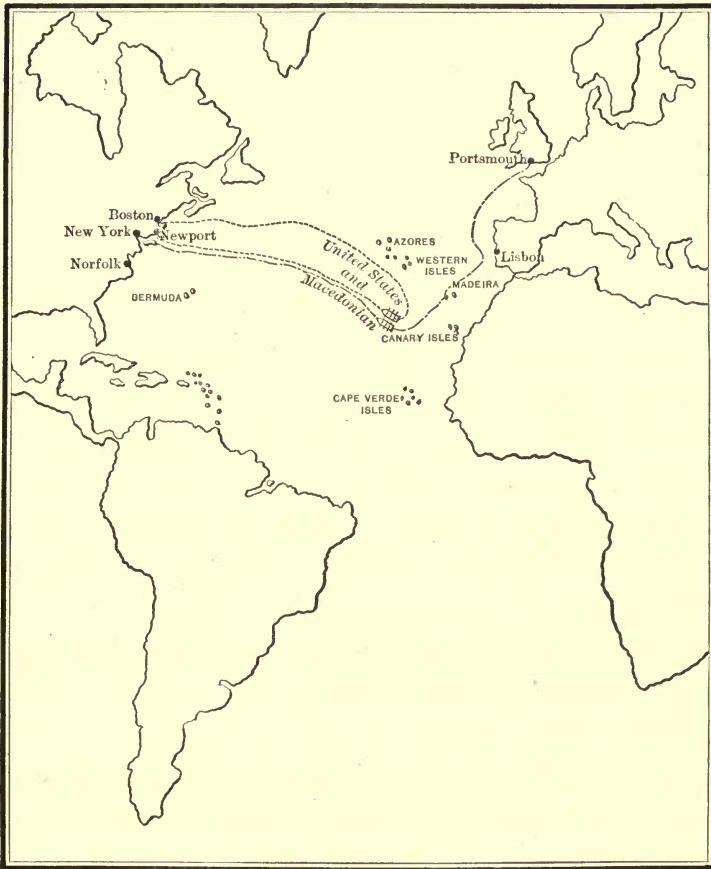 Portsmouth
Boston
New York
Newport
Norfolk
BERMUDA
United States
and
Macedonian
AZORES
WESTERN
ISLES
Lisbon
MADEIRA
CANARY ISLES
CAPE VERDE
ISLES